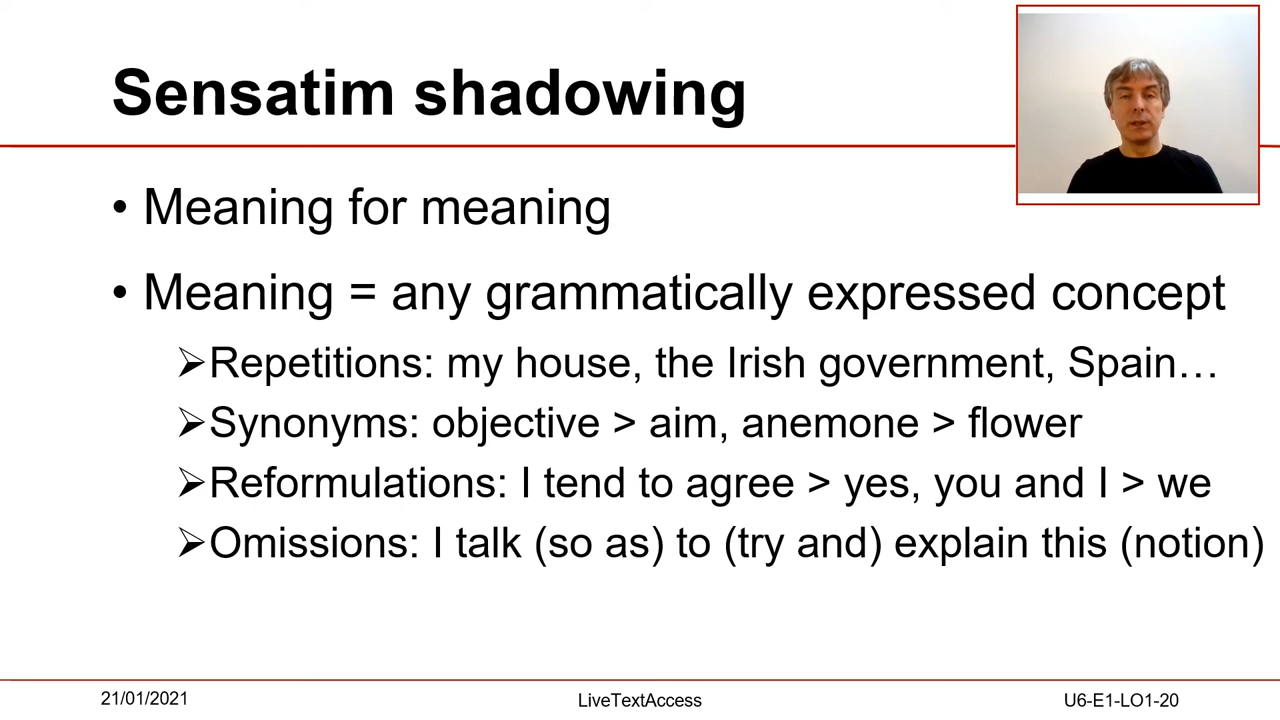 Sensatim shadowing
• Meaning for meaning
• Meaning = any grammatically expressed concept
➢Repetitions: my house, the Irish government, Spain…
➢Synonyms: objective > aim, anemone > flower
➢Reformulations: I tend to agree > yes, you and I > we
➢Omissions: I talk (so as) to (try and) explain this (notion)
21/01/2021
LiveTextAccess
U6-E1-LO1-20